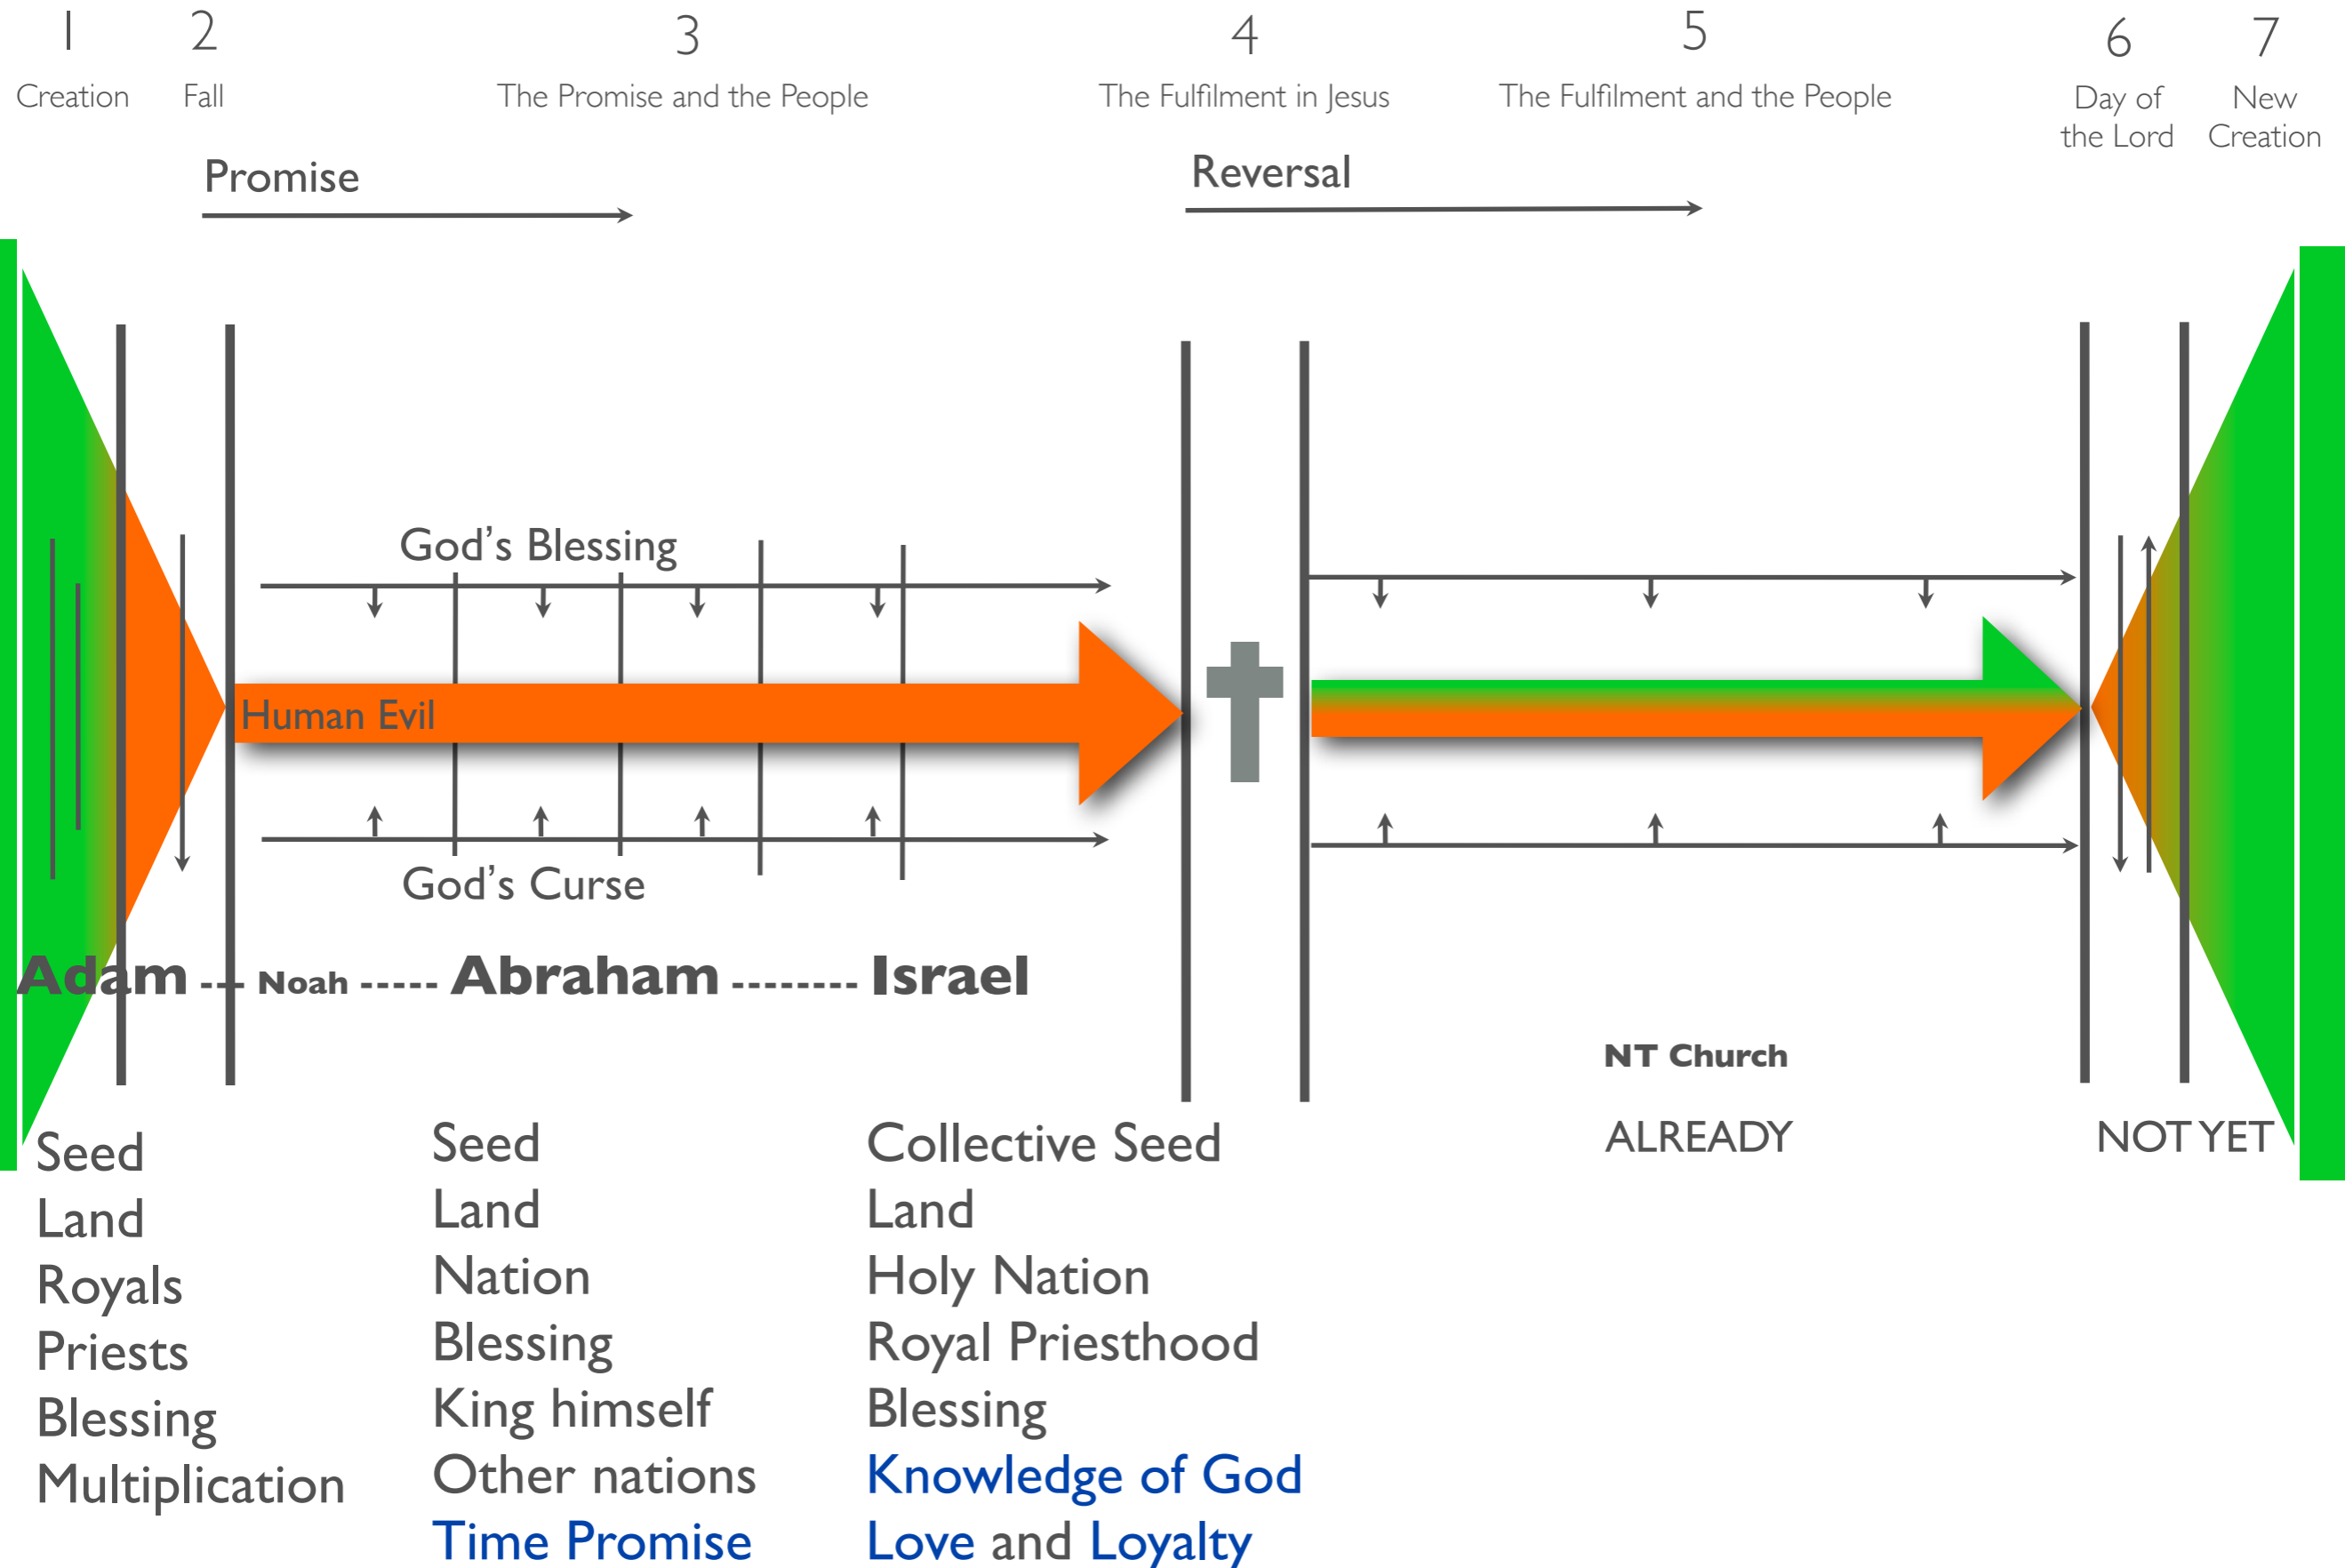 1 2 3 4 5 6 7
Creation Fall The Promise and the People The Fulfilment in Jesus The Fulfilment and the People Day of the Lord New Creation
Promise
Reversal
God's Blessing
Human Evil
God's Curse
Adam --- Noah ----- Abraham -------- Israel
NT Church
ALREADY
NOT YET
Seed
Land
Royals
Priests
Blessing
Multiplication
Seed
Land
Nation
Blessing
King himself
Other nations
Time Promise
Collective Seed
Land
Holy Nation
Royal Priesthood
Blessing
Knowledge of God
Love and Loyalty